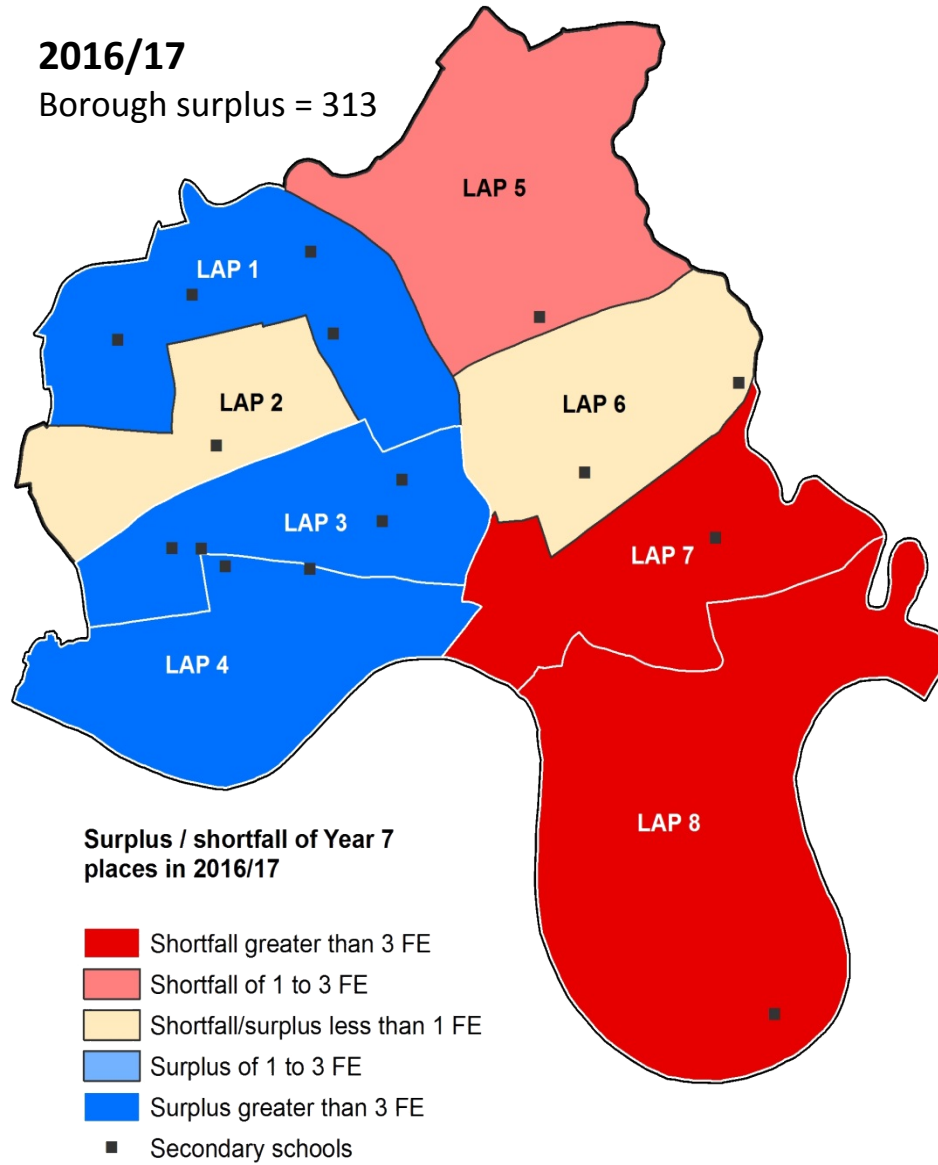 2016/17
Borough surplus = 313
LAP 5
LAP 1
LAP 2
LAP 6
LAP 3
LAP 7
LAP 4
LAP 8
Surplus / shortfall of Year 7
places in 2016/17
Shortfall greater than 3 FE
Shortfall of 1 to 3 FE
Shortfall/surplus less than 1 FE
Surplus of 1 to 3 FE
Surplus greater than 3 FE
Secondary schools